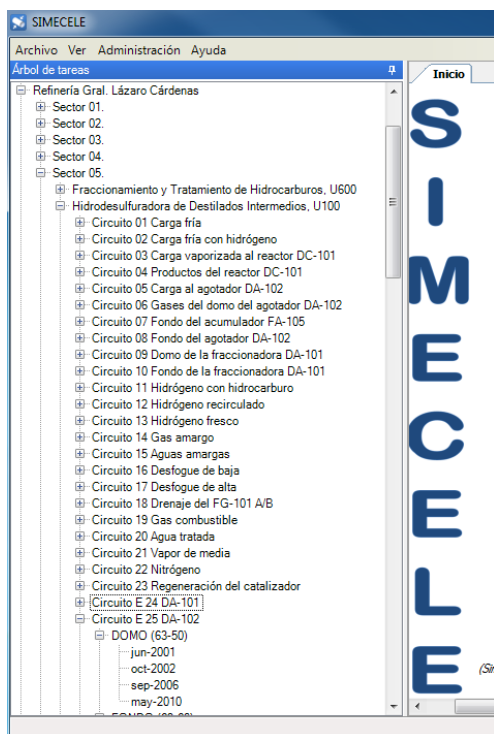 SIMECELE
Archivo Ver Administración Ayuda
Árbol de tareas
Refinería Gral. Lázaro Cárdenas
Sector 01.
Sector 02.
Sector 03.
Sector 04.
Sector 05.
Fraccionamiento y Tratamiento de Hidrocarburos, U600
Hidrodesulfuradora de Destilados Intermedios, U100
Circuito 01 Carga fría
Circuito 02 Carga fría con hidrógeno
Circuito 03 Carga vaporizada al reactor DC-101
Circuito 04 Productos del reactor DC-101
Circuito 05 Carga al agotador DA-102
Circuito 06 Gases del domo del agotador DA-102
Circuito 07 Fondo del acumulador FA-105
Circuito 08 Fondo del agotador DA-102
Circuito 09 Domo de la fraccionadora DA-101
Circuito 10 Fondo de la fraccionadora DA-101
Circuito 11 Hidrógeno con hidrocarburo
Circuito 12 Hidrógeno recirculado
Circuito 13 Hidrógeno fresco
Circuito 14 Gas amargo
Circuito 15 Aguas amargas
Circuito 16 Desfogue de baja
Circuito 17 Desfogue de alta
Circuito 18 Drenaje del FG-101 A/B
Circuito 19 Gas combustible
Circuito 20 Agua tratada
Circuito 21 Vapor de media
Circuito 22 Nitrógeno
Circuito 23 Regeneración del catalizador
Circuito E 24 DA-101
Circuito E 25 DA-102
DOMO (63-50)
jun-2001
oct-2002
sep-2006
may-2010
Inicio
S
I
M
E
C
E
L
E